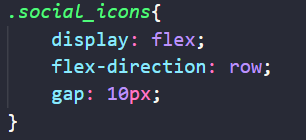 .social_icons{
    display: flex;
    flex-direction: row;
    gap: 10px;
}